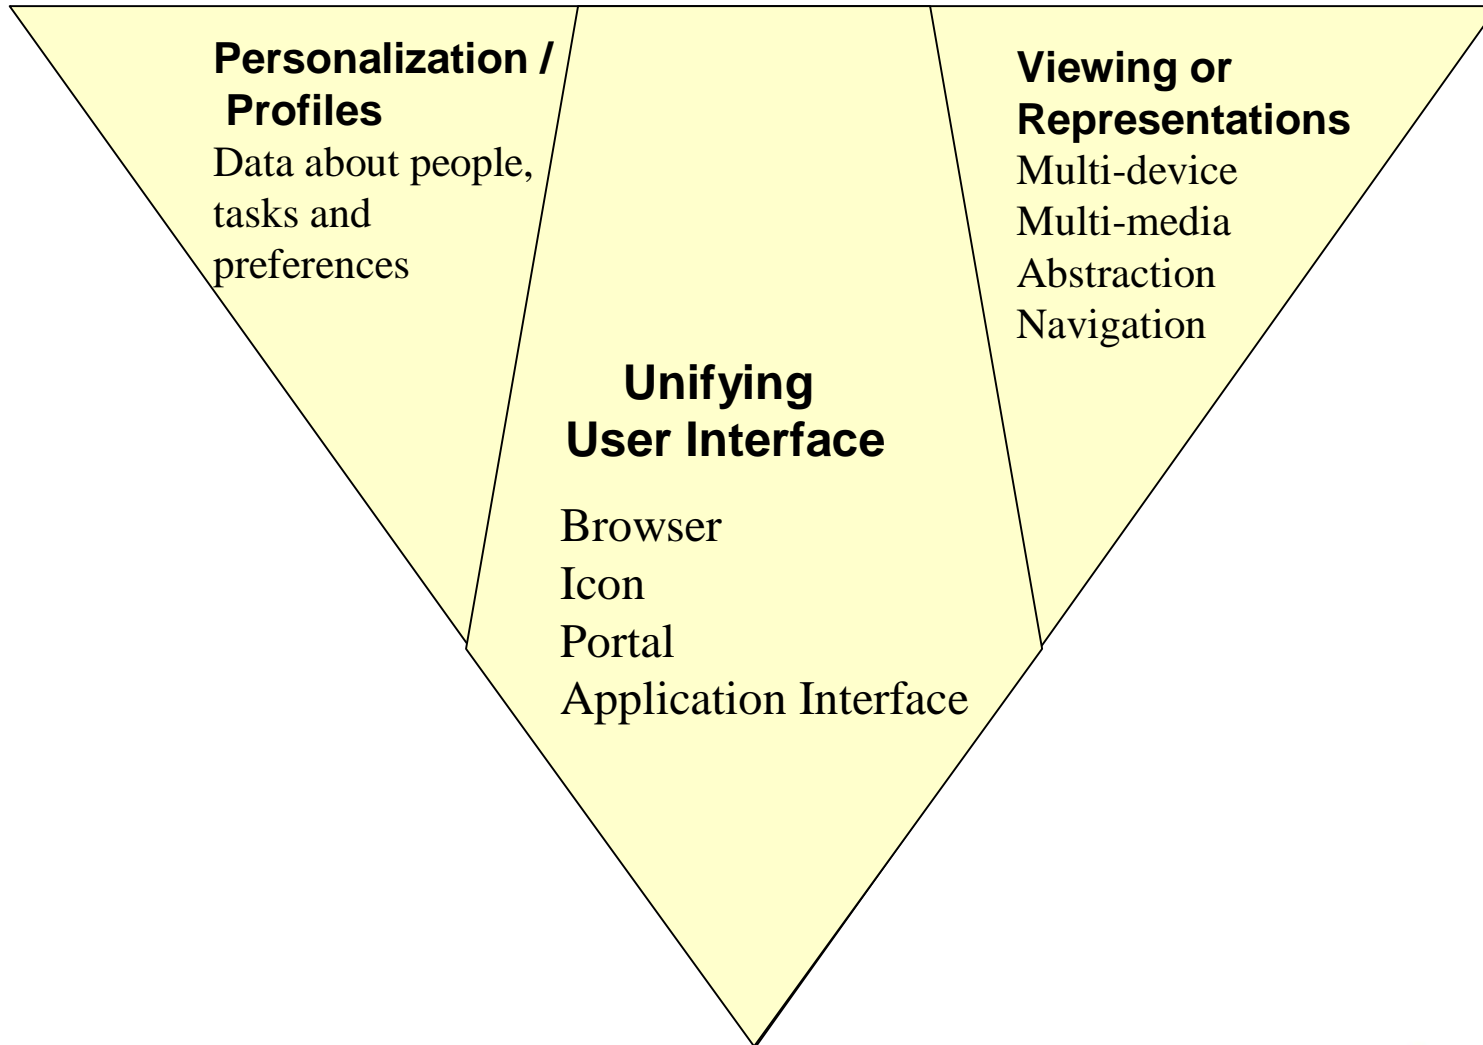 Personalization /
Profiles
Data about people,
tasks and
preferences
Unifying
User Interface
Browser
Icon
Portal
Application Interface
Viewing or
Representations
Multi-device
Multi-media
Abstraction
Navigation